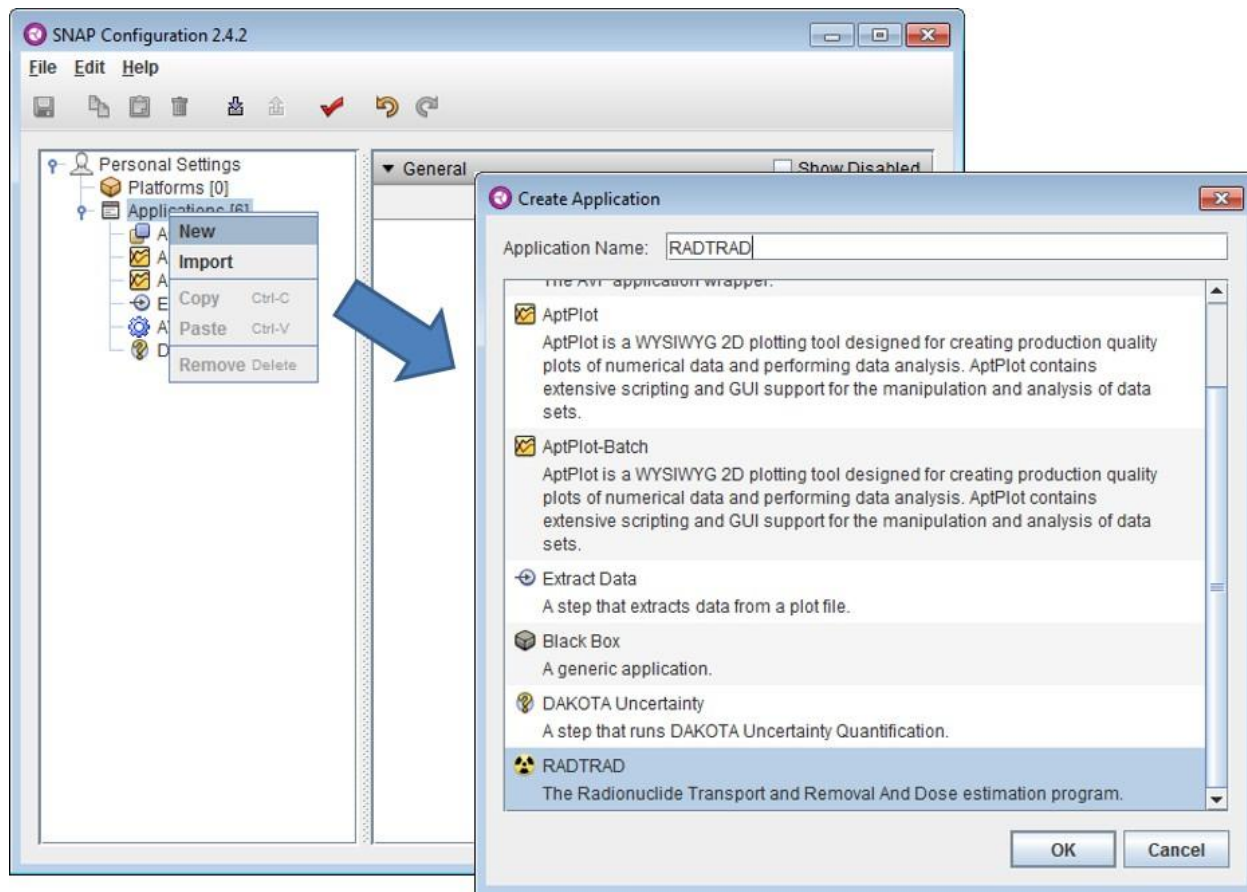 SNAP Configuration 2.4.2
File Edit Help
Personal Settings
Platforms [0]
Applications [6]
A
A
A
E
A
D
New
Import
Copy Ctrl-C
Paste Ctrl-V
Remove Delete
General
Show Disabled
Create Application
Application Name: RADTRAD
The AVF application wrapper.
AptPlot
AptPlot is a WYSIWYG 2D plotting tool designed for creating production quality
plots of numerical data and performing data analysis. AptPlot contains
extensive scripting and GUI support for the manipulation and analysis of data
sets.
AptPlot-Batch
AptPlot is a WYSIWYG 2D plotting tool designed for creating production quality
plots of numerical data and performing data analysis. AptPlot contains
extensive scripting and GUI support for the manipulation and analysis of data
sets.
Extract Data
A step that extracts data from a plot file.
Black Box
A generic application.
DAKOTA Uncertainty
A step that runs DAKOTA Uncertainty Quantification.
RADTRAD
The Radionuclide Transport and Removal And Dose estimation program.
OK Cancel